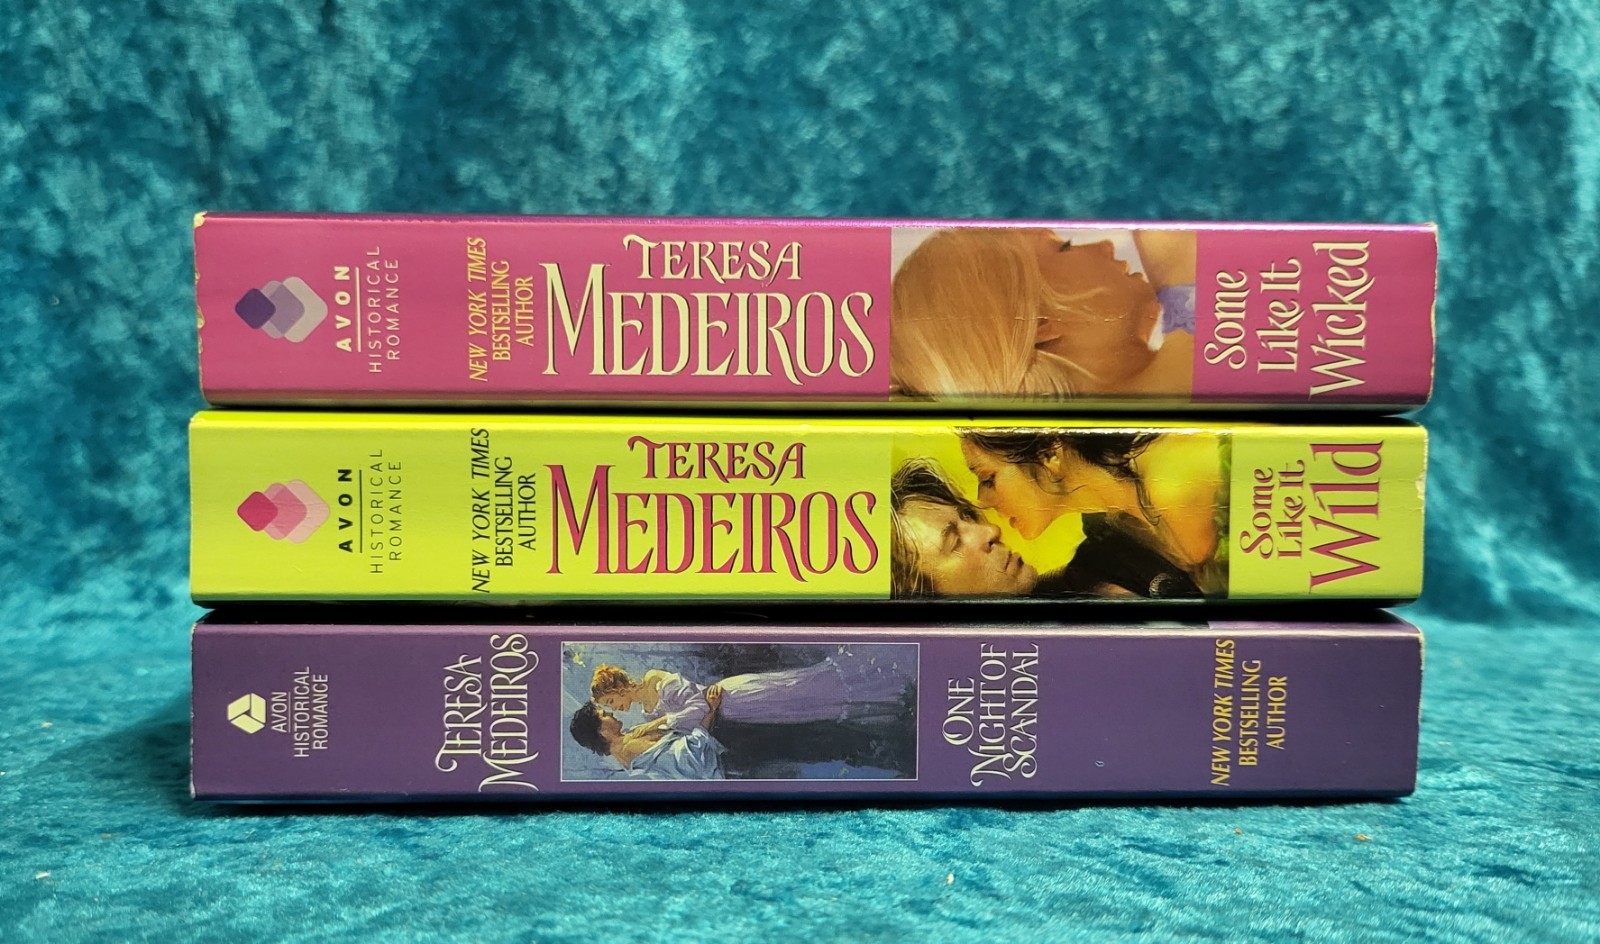 AVON
HISTORICAL
ROMANCE
NEW YORK TIMES
BESTSELLING
AUTHOR
TERESA
MEDEIROS
Some
Like It
Wicked
AVON
HISTORICAL
ROMANCE
NEW YORK TIMES
BESTSELLING
AUTHOR
TERESA
MEDEIROS
Some
Like It
Wild
AVON
HISTORICAL
ROMANCE
TERESA
MEDEIROS
ONE
NIGHT OF
SCANDAL
NEW YORK TIMES
BESTSELLING
AUTHOR